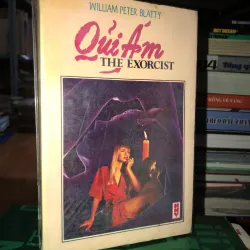 WILLIAM PETER BLATTY
Quỉ Ám
THE EXORCIST